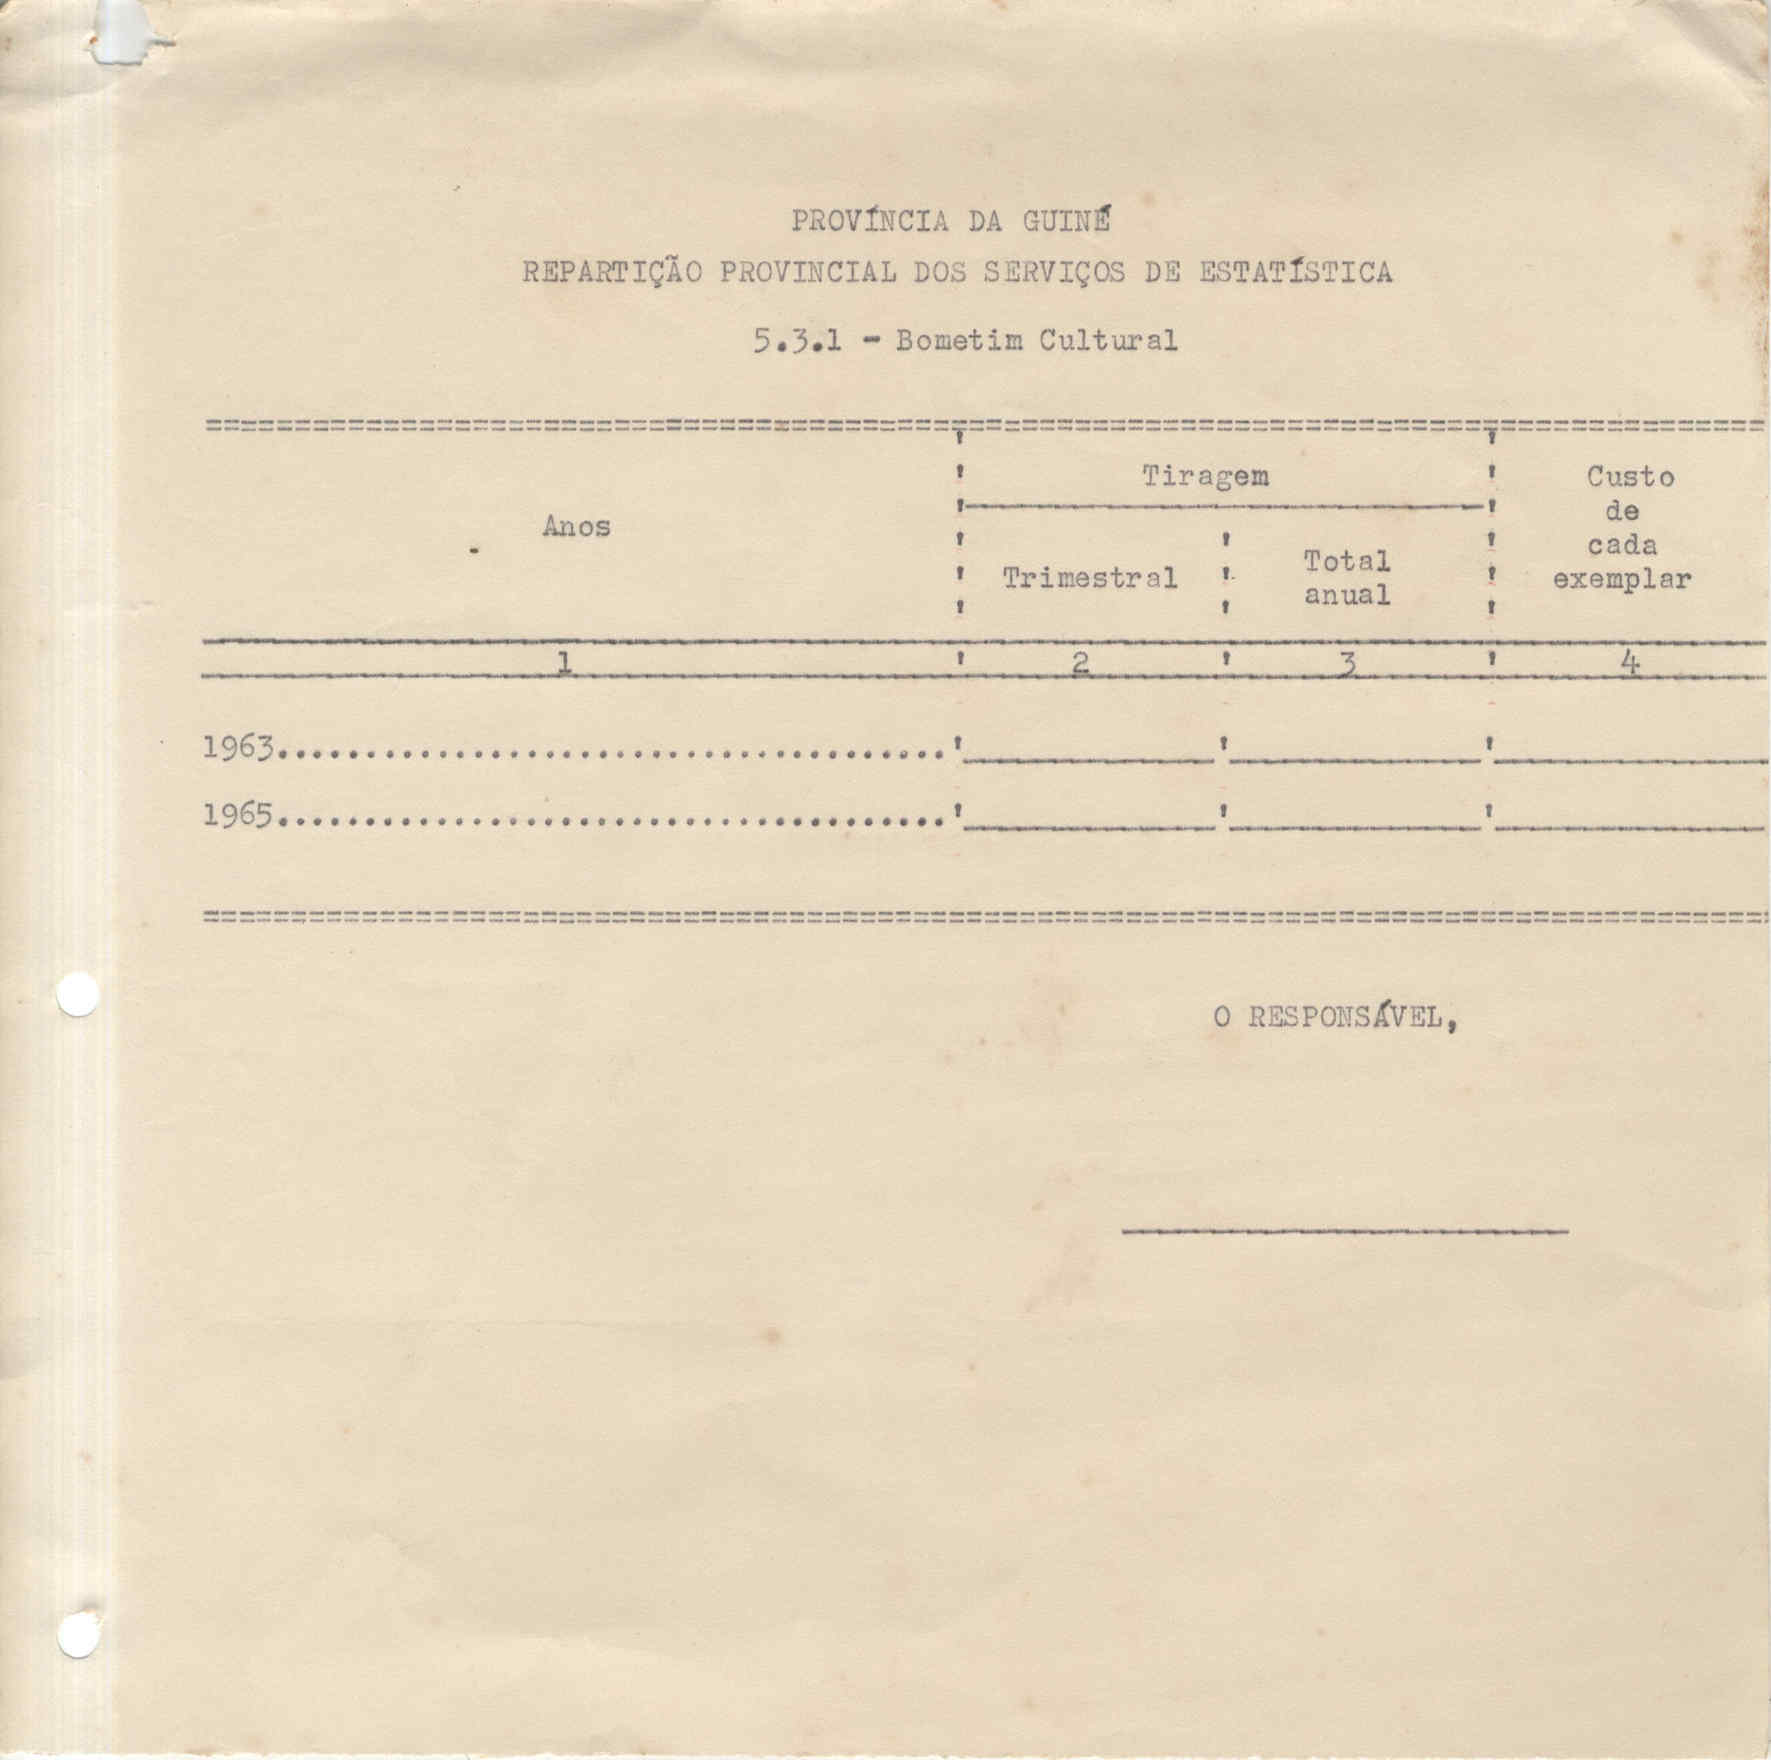 PROVÍNCIA DA GUINÉ
REPARTIÇÃO PROVINCIAL DOS SERVIÇOS DE ESTATÍSTICA
5.3.1 - Bometim Cultural
Anos
Tiragem
Trimestral
Total
anual
Custo
de
cada
exemplar
1 2 3 4
1963......................................
1965......................................
O RESPONSÁVEL,